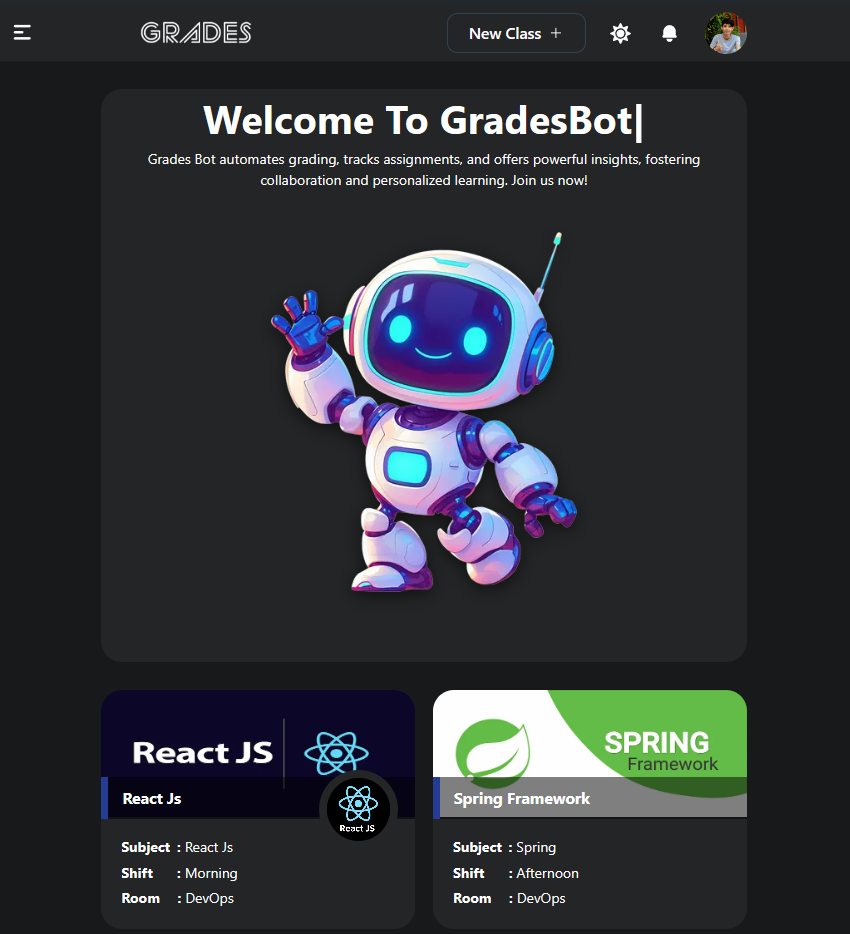 GRADES
New Class +
Welcome To GradesBot|
Grades Bot automates grading, tracks assignments, and offers powerful insights, fostering
collaboration and personalized learning. Join us now!
React JS
React Js
React JS
Subject : React Js
Shift : Morning
Room : DevOps
SPRING
Framework
Spring Framework
Subject : Spring
Shift : Afternoon
Room : DevOps